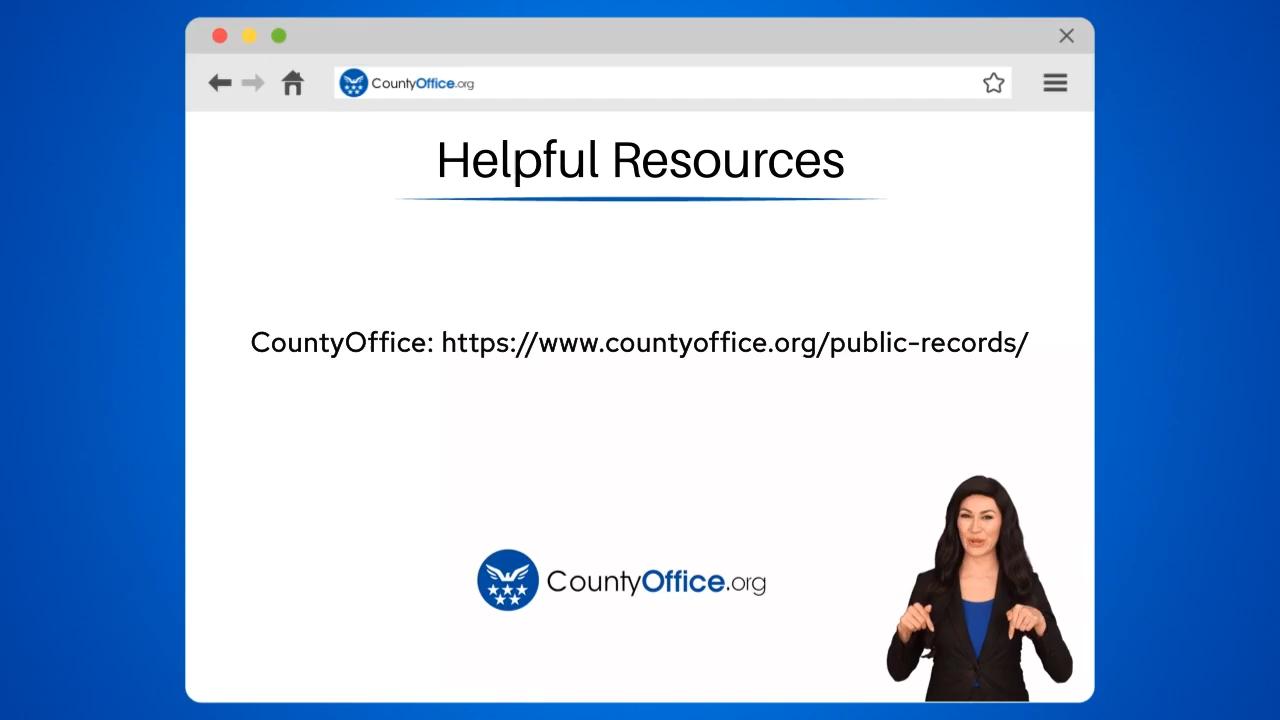 CountyOffice.org
Helpful Resources
CountyOffice: https://www.countyoffice.org/public-records/
CountyOffice.org